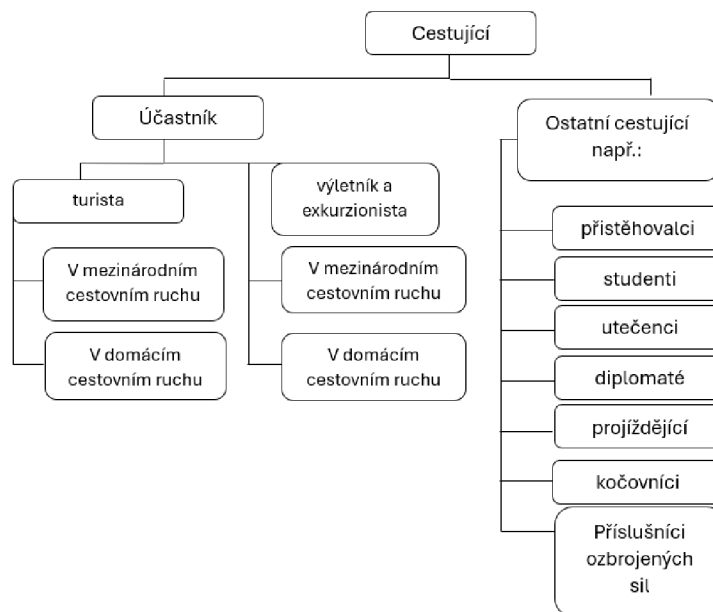 Cestující
Účastník
Ostatní cestující
např.:
turista
výletník a
exkurzionista
V mezinárodním
cestovním ruchu
V domácím
cestovním ruchu
V mezinárodním
cestovním ruchu
V domácím
cestovním ruchu
přistěhovalci
studenti
utečenci
diplomaté
projíždějící
kočovníci
Příslušníci
ozbrojených
sil